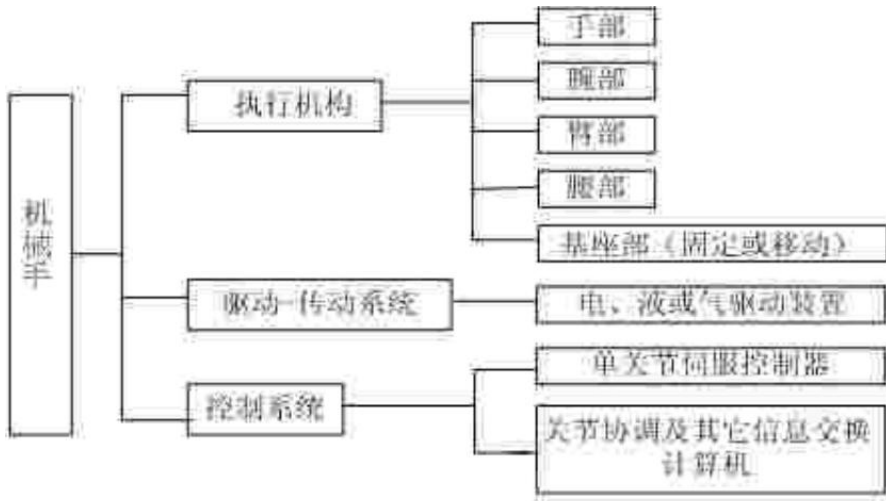 机械手
执行机构
手部
腕部
臂部
腰部
基座部（固定或移动）
驱动-传动系统
电、液或气驱动装置
控制系统
单关节伺服控制器
关节协调及其它信息交换
计算机